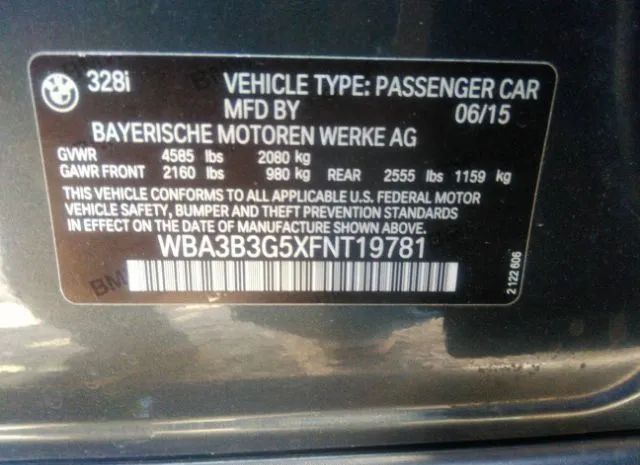 328i VEHICLE TYPE: PASSENGER CAR
MFD BY 06/15
BAYERISCHE MOTOREN WERKE AG
GVWR 4585 lbs 2080 kg
GAWR FRONT 2160 lbs 980 kg REAR 2555 lbs 1159 kg
THIS VEHICLE CONFORMS TO ALL APPLICABLE U.S. FEDERAL MOTOR
VEHICLE SAFETY, BUMPER AND THEFT PREVENTION STANDARDS
IN EFFECT ON THE DATE OF MANUFACTURE SHOWN ABOVE.
WBA3B3G5XFNT19781
2 122 606